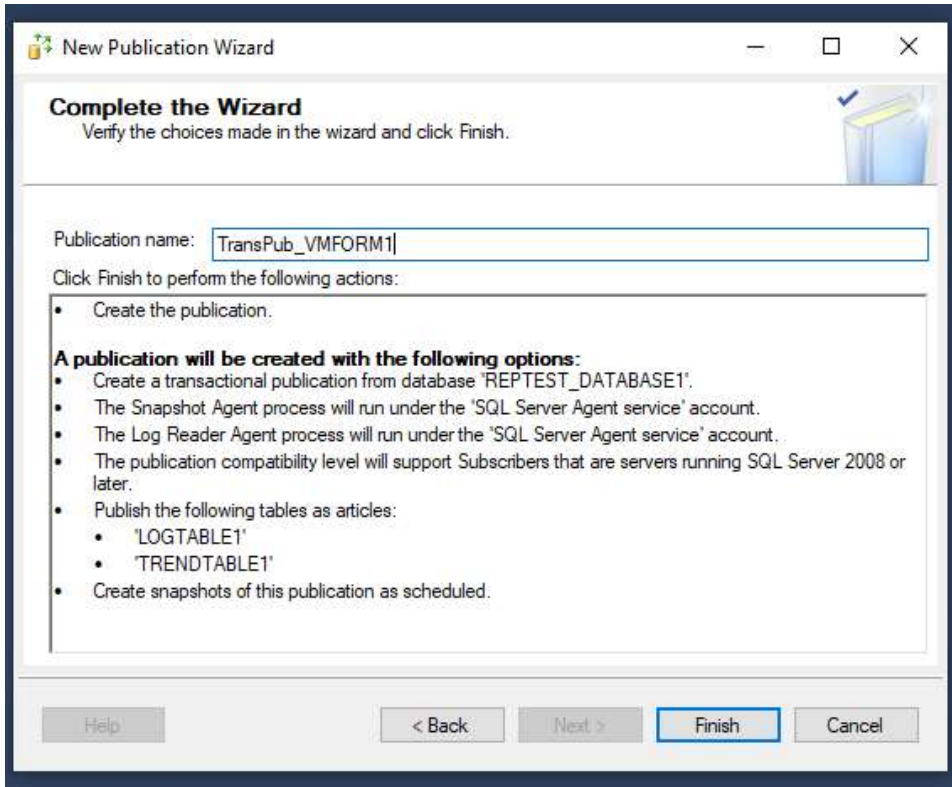 New Publication Wizard
Complete the Wizard
Verify the choices made in the wizard and click Finish.
Publication name: TransPub_VMFORM1
Click Finish to perform the following actions:
• Create the publication.
A publication will be created with the following options:
• Create a transactional publication from database 'REPTEST_DATABASE1'.
• The Snapshot Agent process will run under the 'SQL Server Agent service' account.
• The Log Reader Agent process will run under the 'SQL Server Agent service' account.
• The publication compatibility level will support Subscribers that are servers running SQL Server 2008 or
later.
• Publish the following tables as articles:
• 'LOGTABLE1'
• 'TRENDTABLE1'
• Create snapshots of this publication as scheduled.
Help < Back Next > Finish Cancel